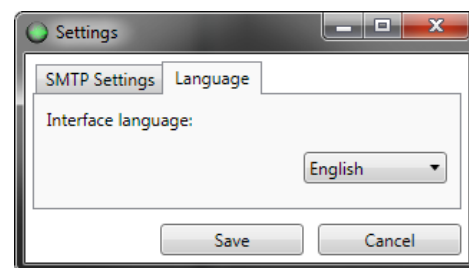 Settings
SMTP Settings Language
Interface language:
English
Save Cancel